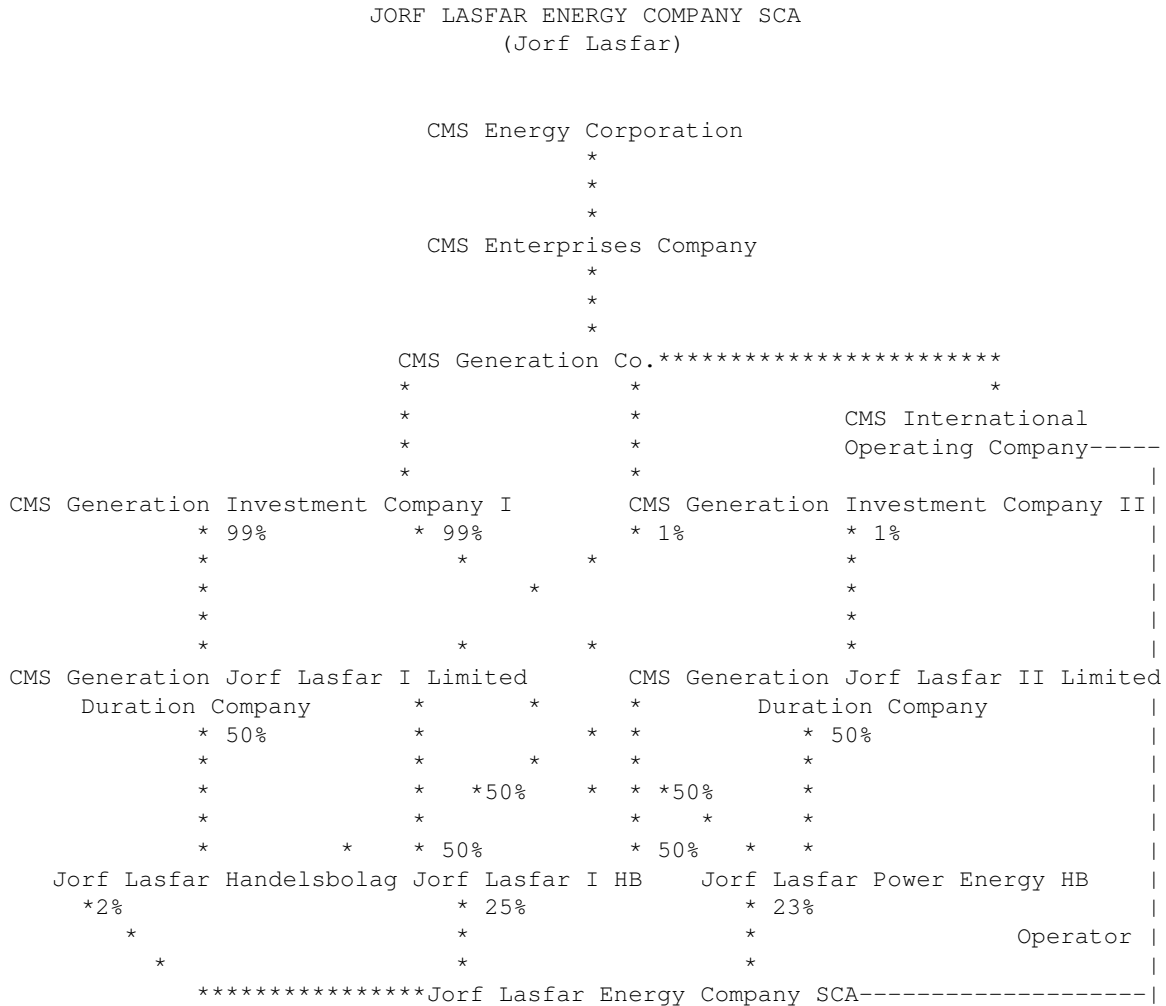 JORF LASFAR ENERGY COMPANY SCA
(Jorf Lasfar)
CMS Energy Corporation
*
*
*
CMS Enterprises Company
*
*
*
CMS Generation Co.************************
* * *
* * CMS International
* * Operating Company-----
* * |
CMS Generation Investment Company I CMS Generation Investment Company II|
* 99% * 99% * 1% * 1% |
* * * * |
* * * |
* * |
* * * * |
CMS Generation Jorf Lasfar I Limited CMS Generation Jorf Lasfar II Limited
Duration Company * * * Duration Company |
* 50% * * * * 50% |
* * * * * |
* * *50% * * *50% * |
* * * * * |
* * * 50% * 50% * * |
Jorf Lasfar Handelsbolag Jorf Lasfar I HB Jorf Lasfar Power Energy HB |
*2% * 25% * 23% |
* * * Operator |
* * * |
****************Jorf Lasfar Energy Company SCA--------------------|